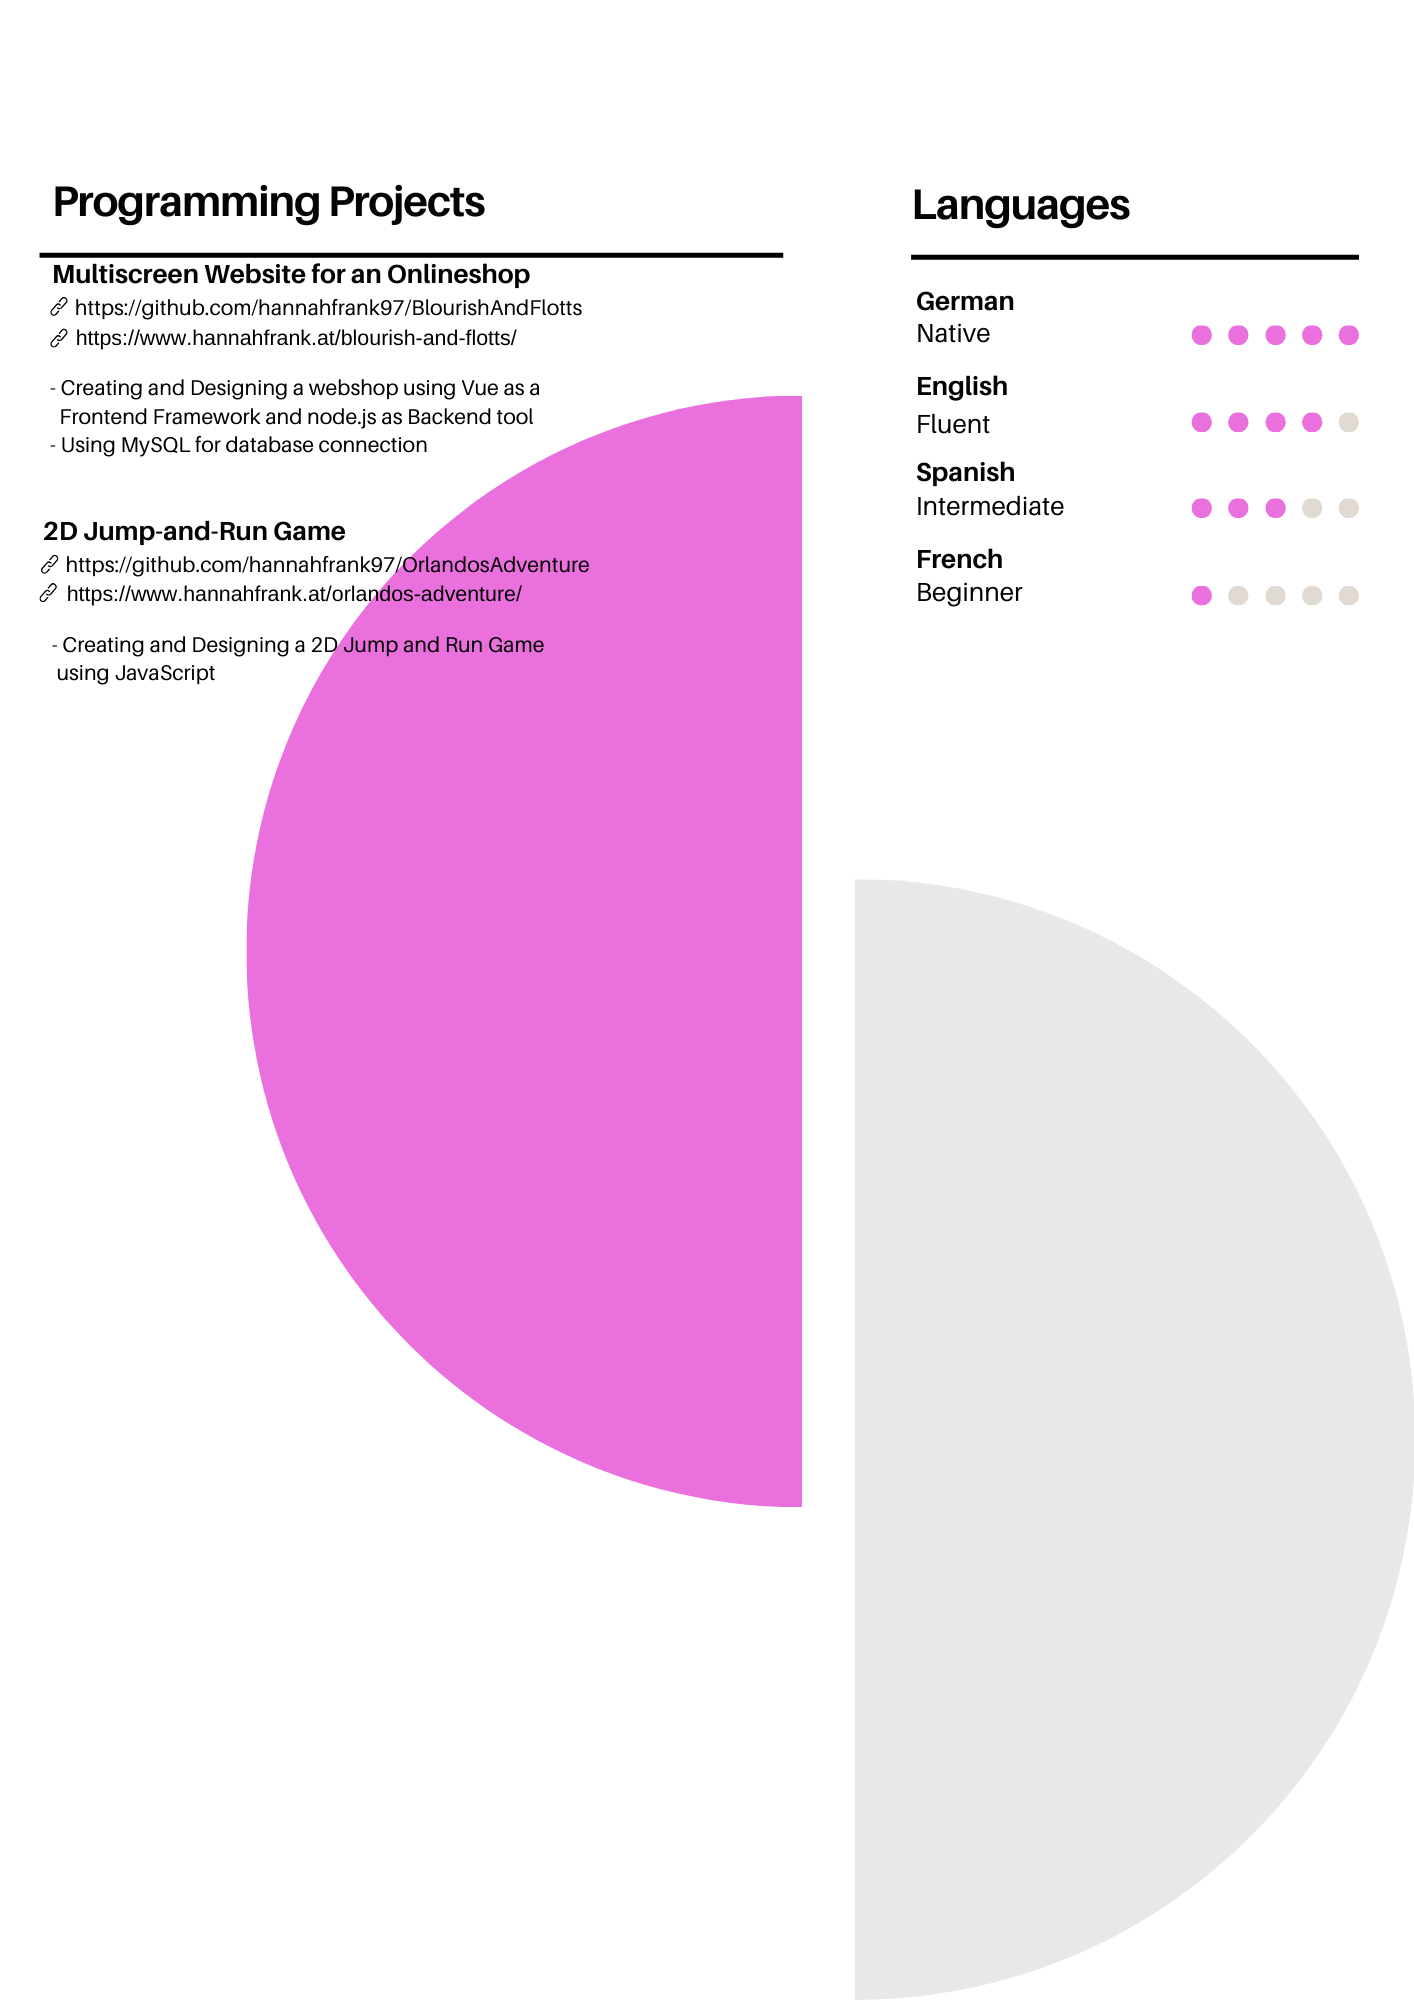 Programming Projects
Multiscreen Website for an Onlineshop
https://github.com/hannahfrank97/BlourishAndFlotts
https://www.hannahfrank.at/blourish-and-flotts/
- Creating and Designing a webshop using Vue as a
Frontend Framework and node.js as Backend tool
- Using MySQL for database connection
2D Jump-and-Run Game
https://github.com/hannahfrank97/OrlandosAdventure
https://www.hannahfrank.at/orlandos-adventure/
- Creating and Designing a 2D Jump and Run Game
using JavaScript
Languages
German
Native
English
Fluent
Spanish
Intermediate
French
Beginner